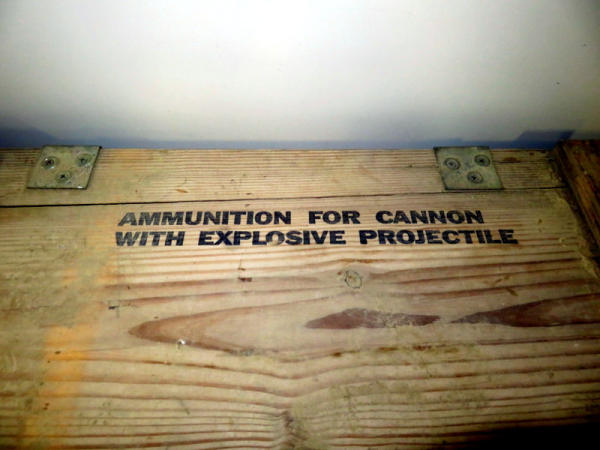 AMMUNITION FOR CANNON
WITH EXPLOSIVE PROJECTILE